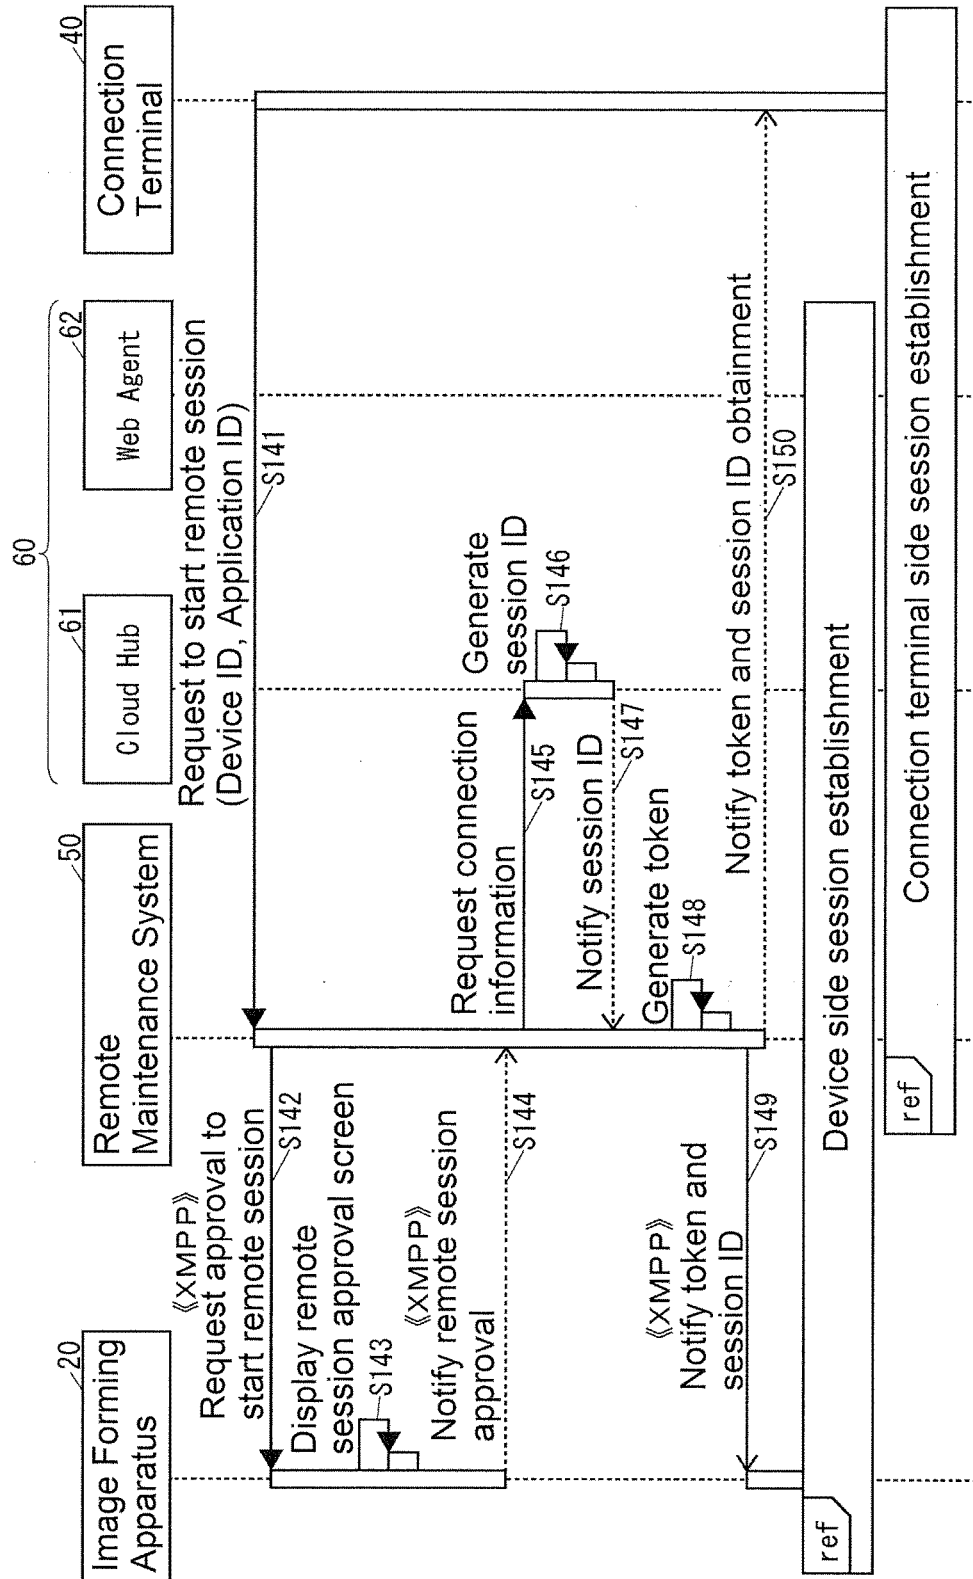 60
20
Image Forming
Apparatus
50
Remote
Maintenance System
61
Cloud Hub
62
Web Agent
40
Connection
Terminal
Request to start remote session
(Device ID, Application ID)
S141
《XMPP》
Request approval to
start remote session
S142
Display remote
session approval screen
S143
《XMPP》
Notify remote session
approval
S144
Request connection
information
S145
Generate
session ID
S146
Notify session ID
S147
Generate token
S148
《XMPP》
Notify token and
session ID
S149
Notify token and session ID obtainment
S150
ref
Device side session establishment
ref
Connection terminal side session establishment